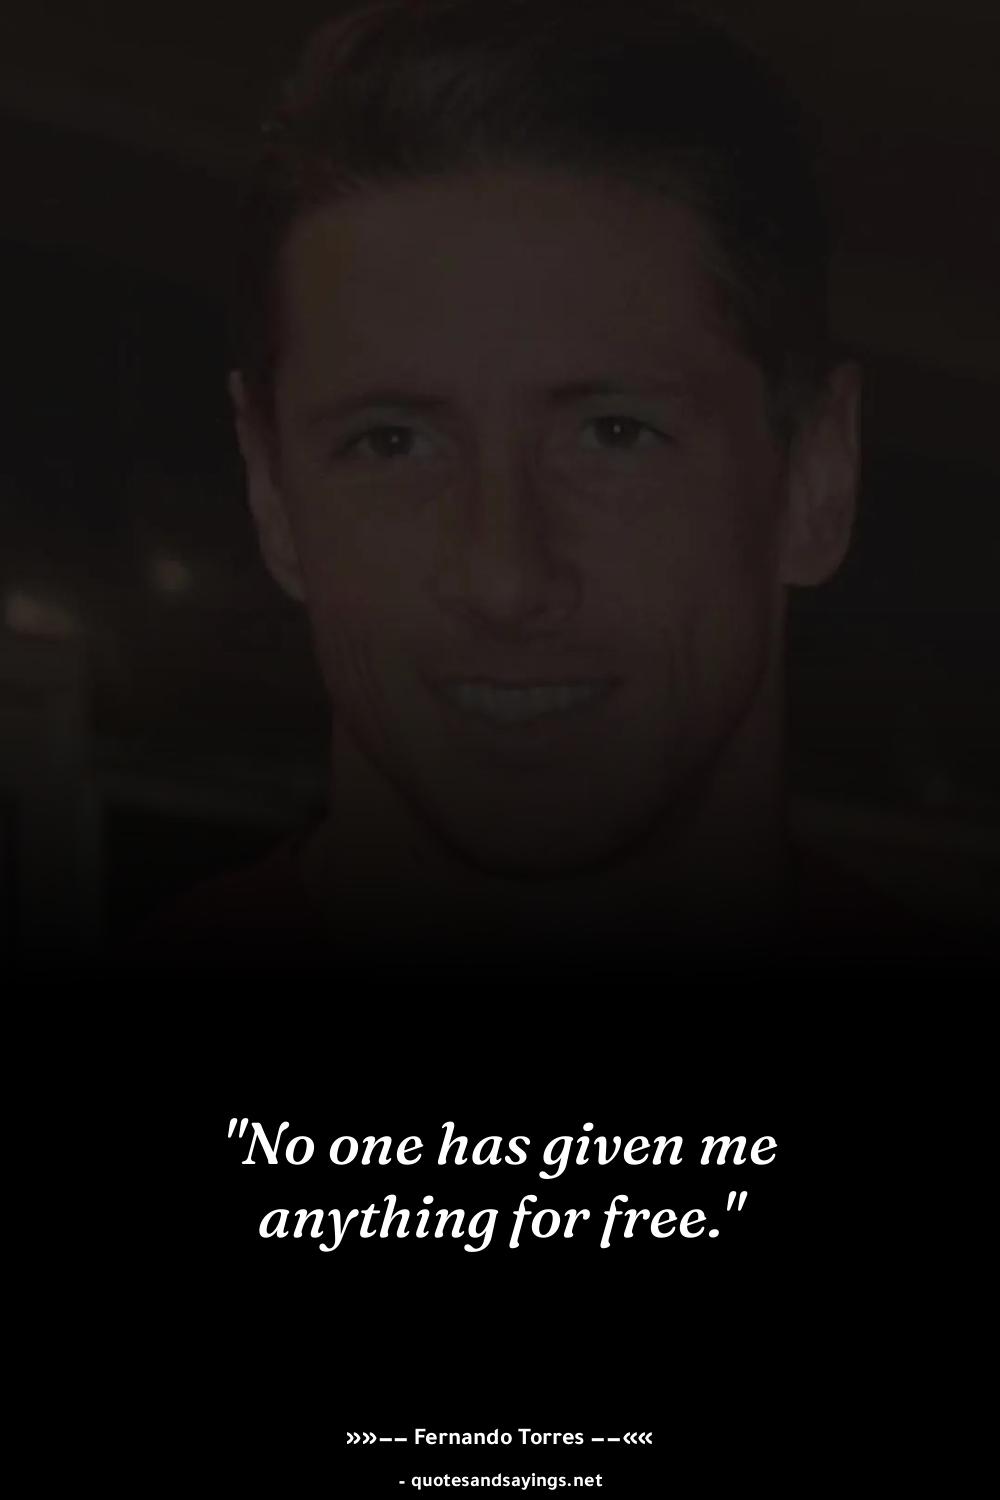 "No one has given me
anything for free."
»»−− Fernando Torres −−««
- quotesandsayings.net